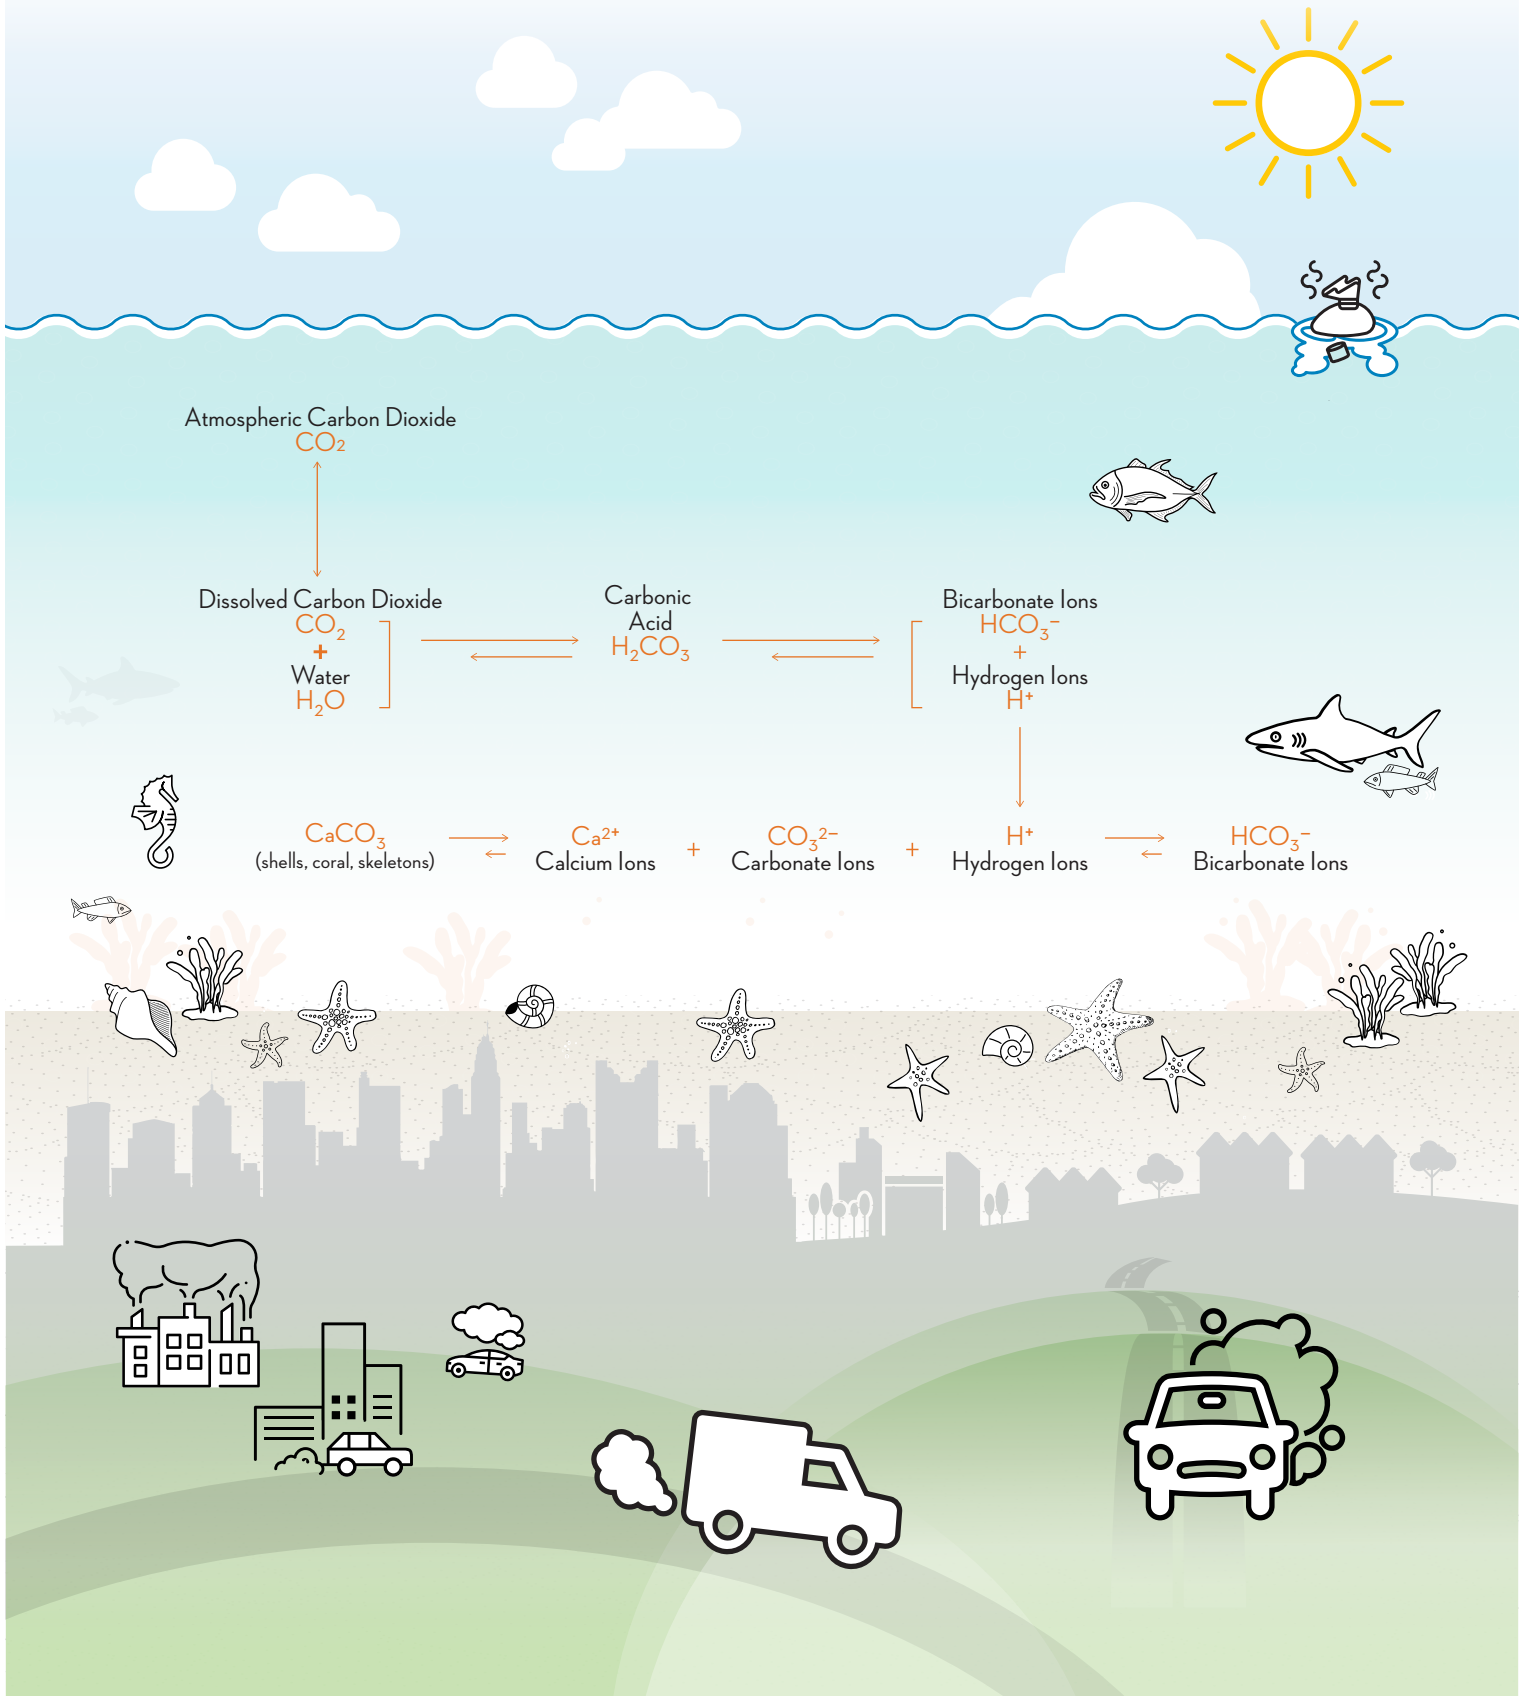 Atmospheric Carbon Dioxide
CO₂
Dissolved Carbon Dioxide
CO₂
+
Water
H₂O
Carbonic
Acid
H₂CO₃
Bicarbonate Ions
HCO₃⁻
+
Hydrogen Ions
H⁺
CaCO₃
(shells, coral, skeletons)
Ca²⁺
Calcium Ions
+
CO₃²⁻
Carbonate Ions
+
H⁺
Hydrogen Ions
HCO₃⁻
Bicarbonate Ions